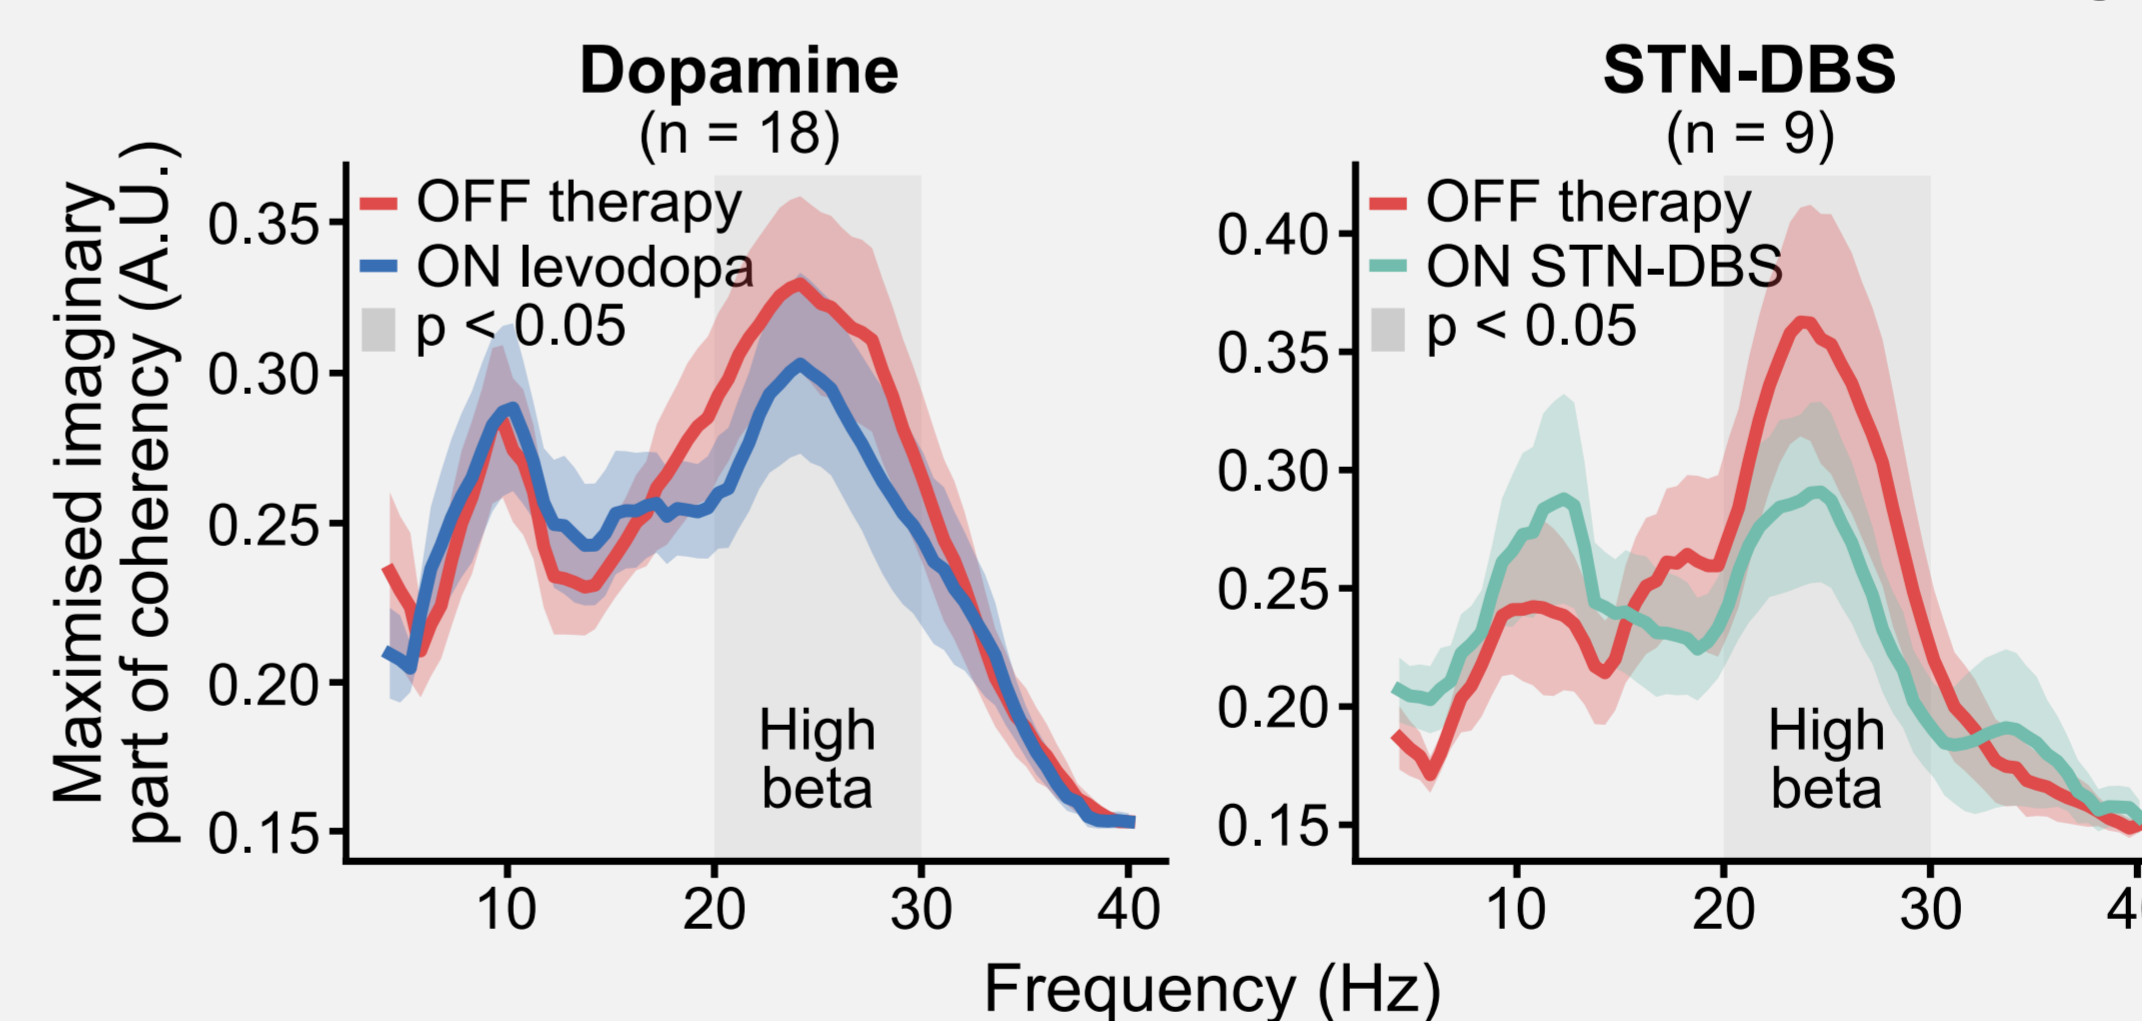 Dopamine
(n = 18)
Maximised imaginary
part of coherency (A.U.)
OFF therapy
ON levodopa
p < 0.05
0.35
0.30
0.25
0.20
0.15
High
beta
10 20 30 40
STN-DBS
(n = 9)
OFF therapy
ON STN-DBS
p < 0.05
0.40
0.35
0.30
0.25
0.20
0.15
High
beta
10 20 30
Frequency (Hz)